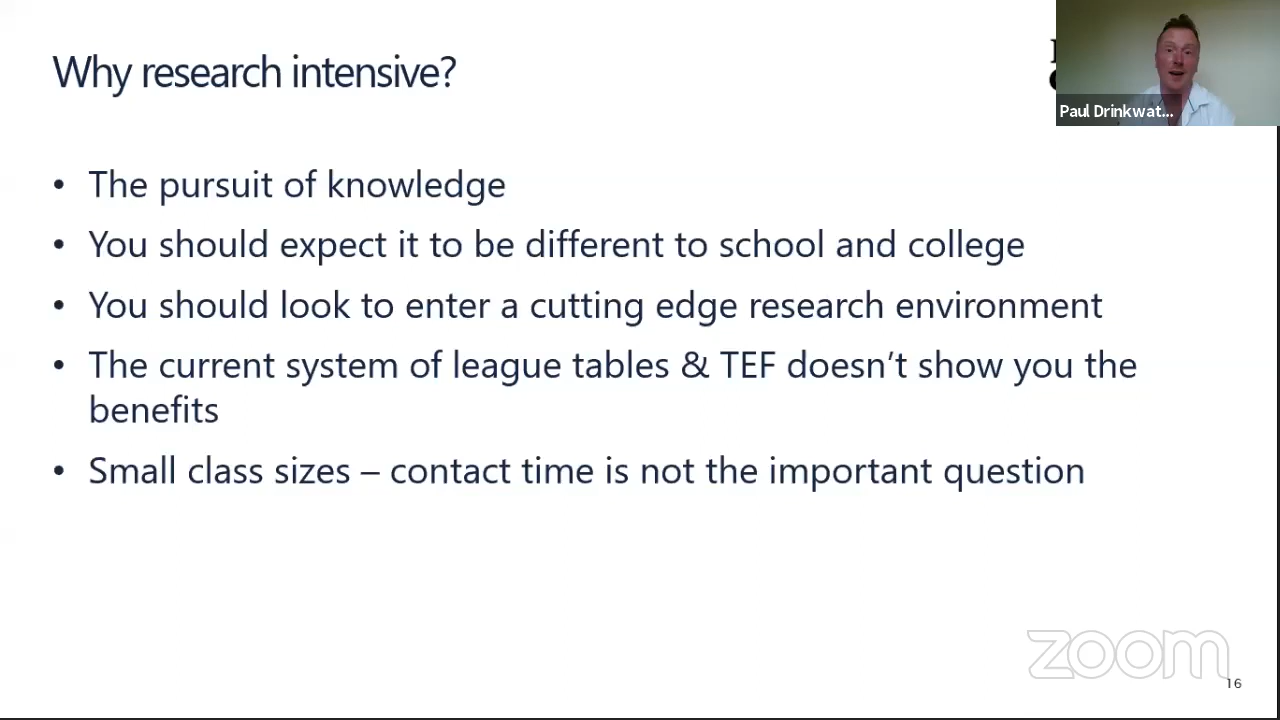 Why research intensive?
Paul Drinkwat...
• The pursuit of knowledge
• You should expect it to be different to school and college
• You should look to enter a cutting edge research environment
• The current system of league tables & TEF doesn’t show you the
benefits
• Small class sizes – contact time is not the important question
zoom
16